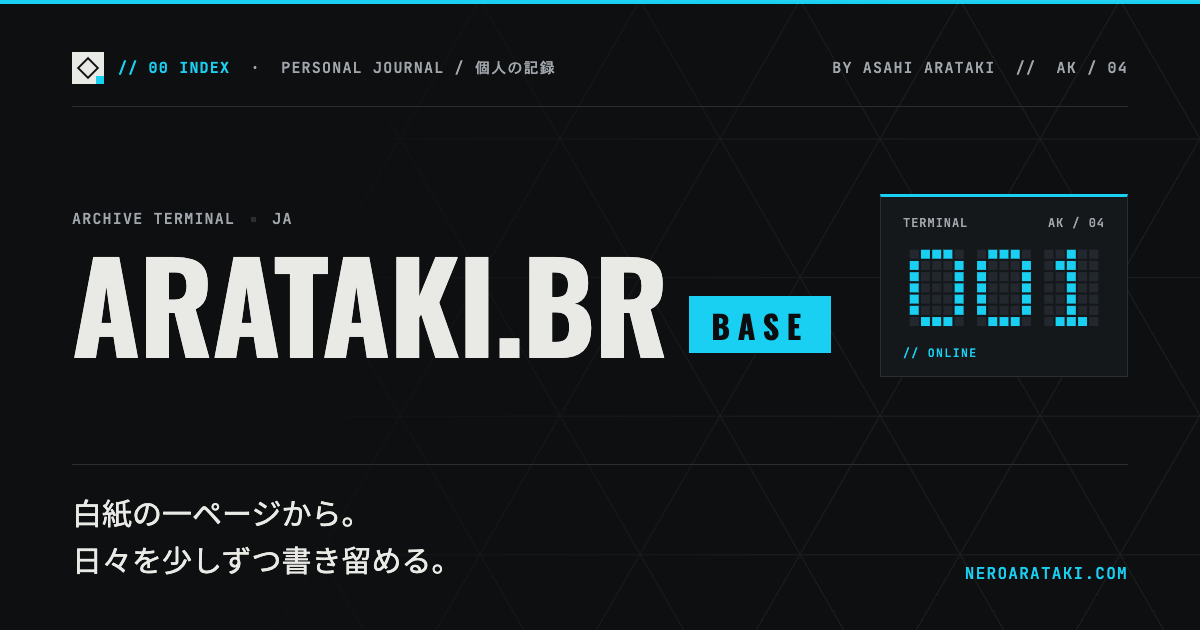 // 00 INDEX · PERSONAL JOURNAL / 個人の記録
BY ASAHI ARATAKI // AK / 04
ARCHIVE TERMINAL ▪ JA
ARATAKI.BR
BASE
TERMINAL AK / 04
001
// ONLINE
白紙の一ページから。
日々を少しずつ書き留める。
NEROARATAKI.COM